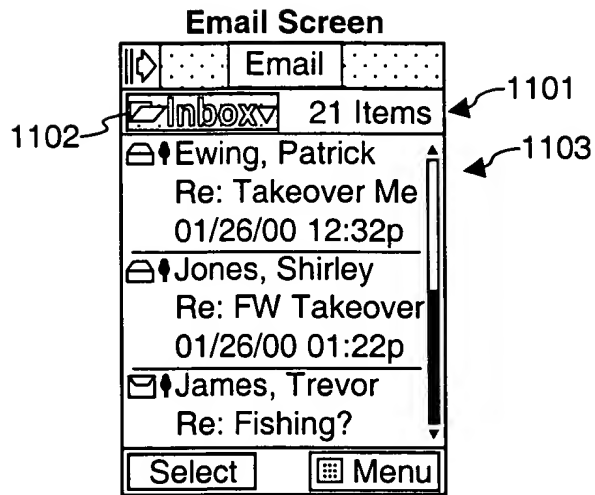 Email Screen
Email
Inbox 21 Items
1101
1102
1103
Ewing, Patrick
Re: Takeover Me
01/26/00 12:32p
Jones, Shirley
Re: FW Takeover
01/26/00 01:22p
James, Trevor
Re: Fishing?
Select Menu